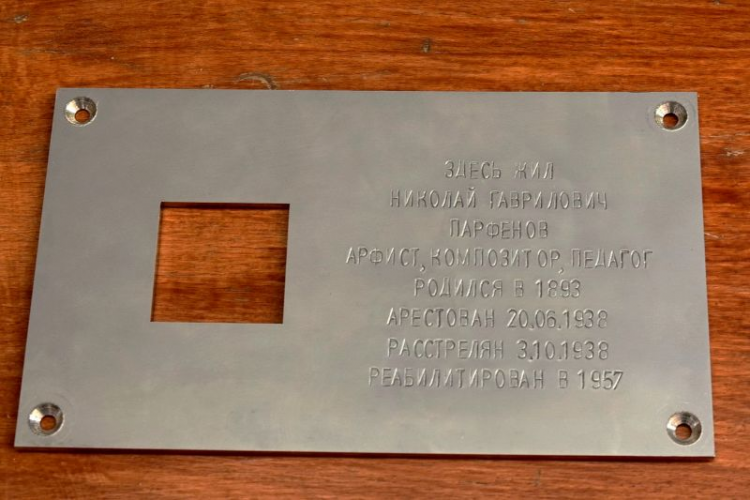 ЗДЕСЬ ЖИЛ
НИКОЛАЙ ГАВРИЛОВИЧ
ПАРФЕНОВ
АРФИСТ, КОМПОЗИТОР, ПЕДАГОГ
РОДИЛСЯ В 1893
АРЕСТОВАН 20.06.1938
РАССТРЕЛЯН 3.10.1938
РЕАБИЛИТИРОВАН В 1957